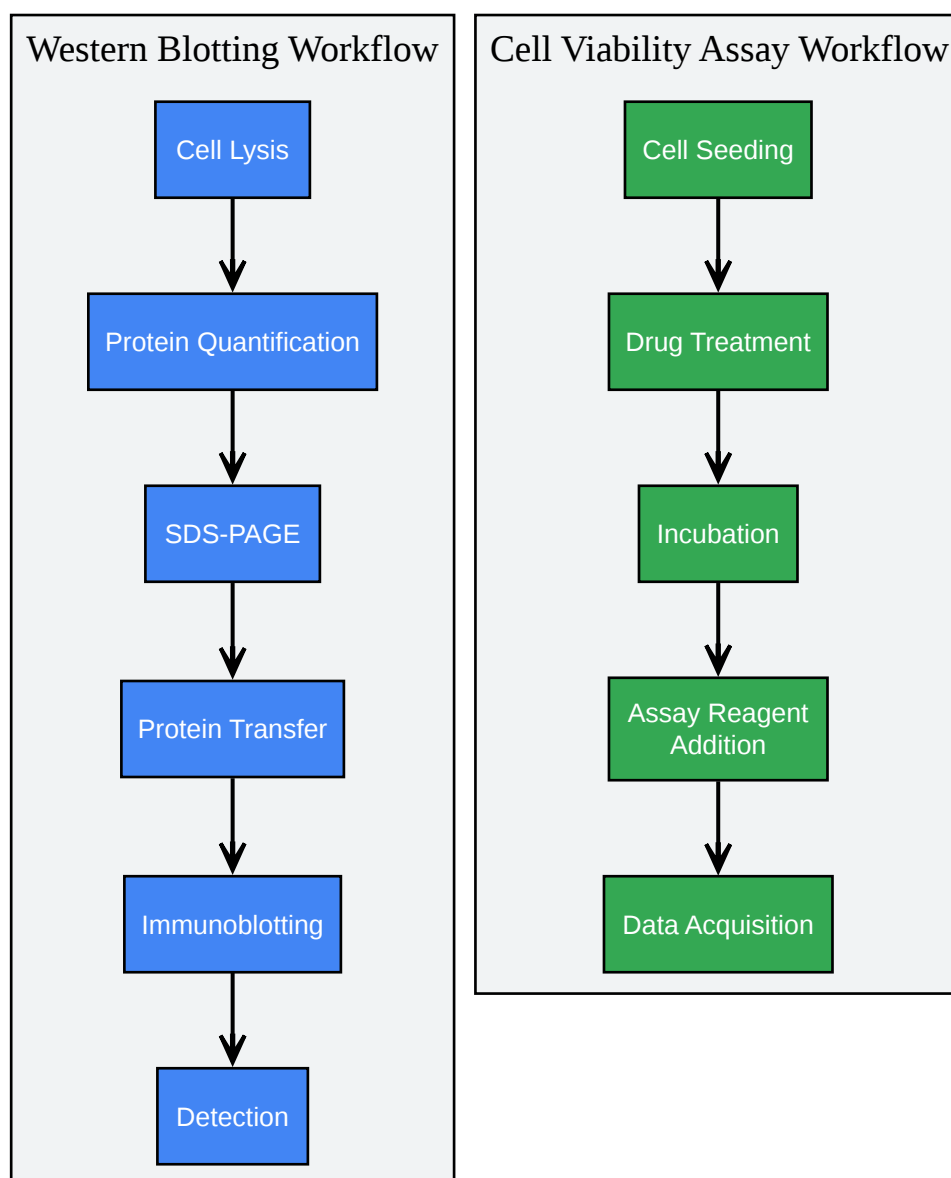 Western Blotting Workflow
Cell Lysis
Protein Quantification
SDS-PAGE
Protein Transfer
Immunoblotting
Detection
Cell Viability Assay Workflow
Cell Seeding
Drug Treatment
Incubation
Assay Reagent
Addition
Data Acquisition